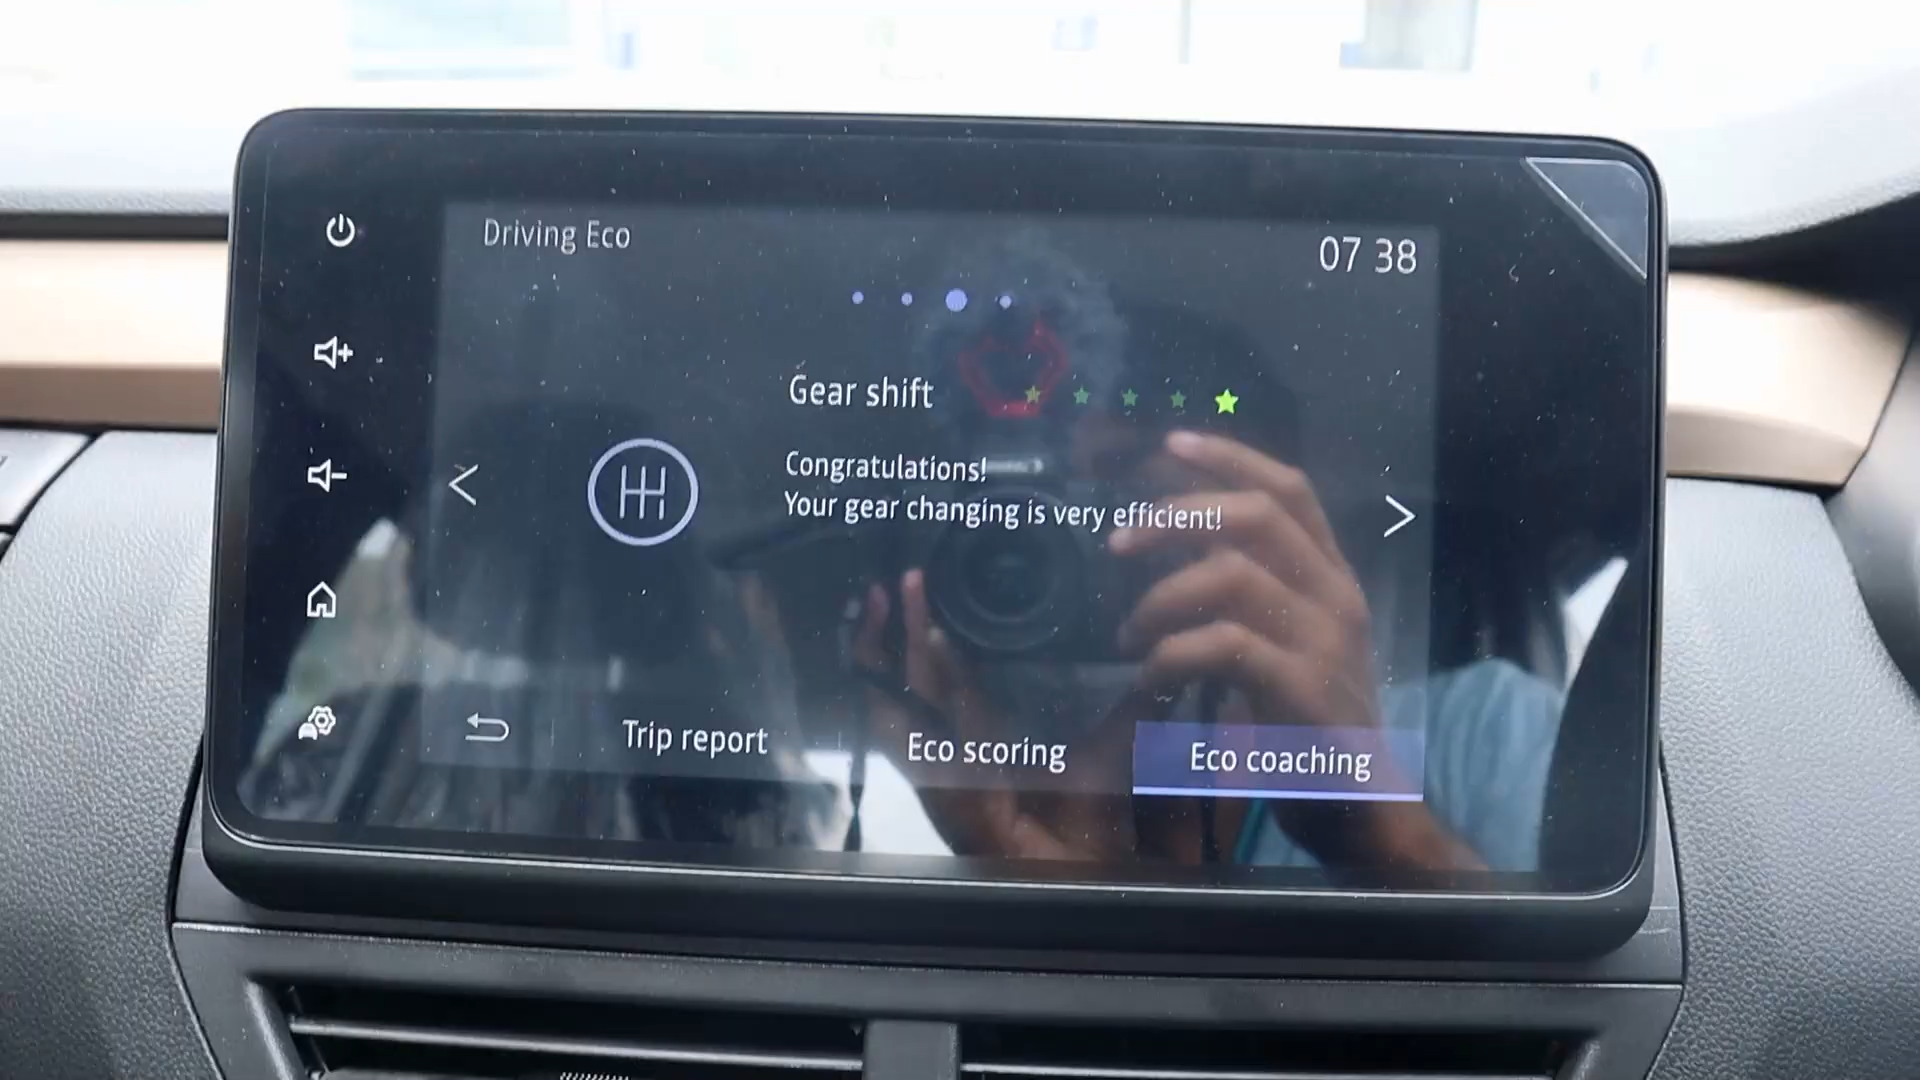 Driving Eco
07 38
Gear shift
Congratulations!
Your gear changing is very efficient!
Trip report
Eco scoring
Eco coaching